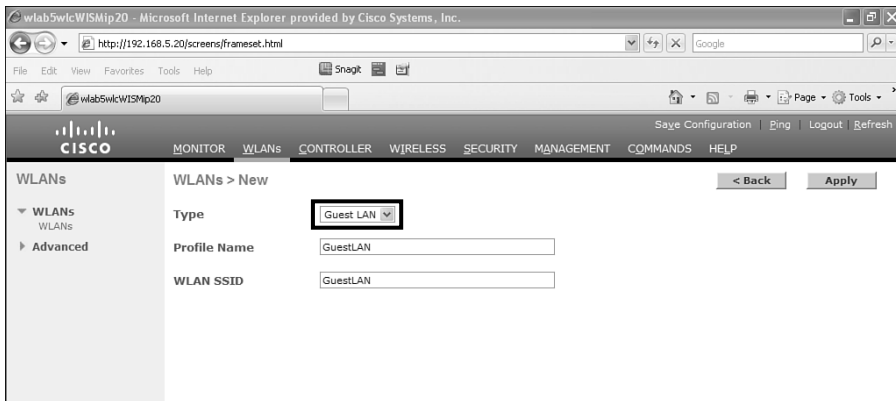 wlab5wlcWISMip20 - Microsoft Internet Explorer provided by Cisco Systems, Inc.
http://192.168.5.20/screens/frameset.html
Google
File Edit View Favorites Tools Help
Snagit
wlab5wlcWISMip20
Page Tools
Save Configuration | Ping | Logout | Refresh
CISCO
MONITOR WLANs CONTROLLER WIRELESS SECURITY MANAGEMENT COMMANDS HELP
WLANs
WLANs > New
< Back
Apply
WLANs
WLANs
Advanced
Type
Guest LAN
Profile Name
GuestLAN
WLAN SSID
GuestLAN